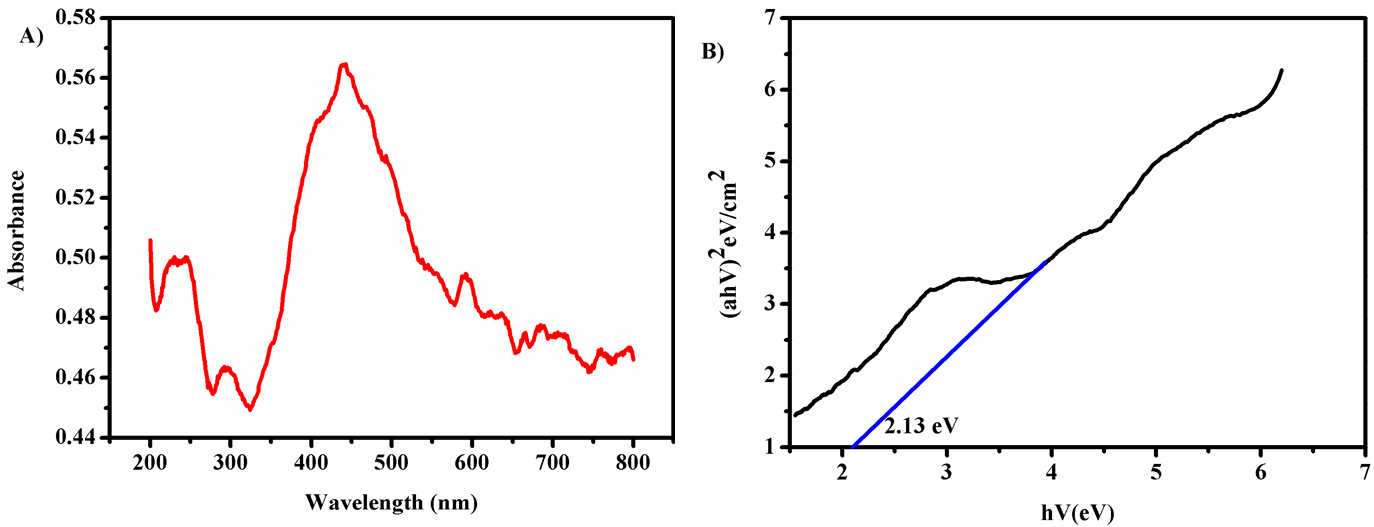 A)
0.58
0.56
0.54
0.52
0.50
0.48
0.46
0.44
Absorbance
200 300 400 500 600 700 800
Wavelength (nm)
B)
7
6
5
4
3
2
1
(ahV)²eV/cm²
2.13 eV
2 3 4 5 6 7
hV(eV)